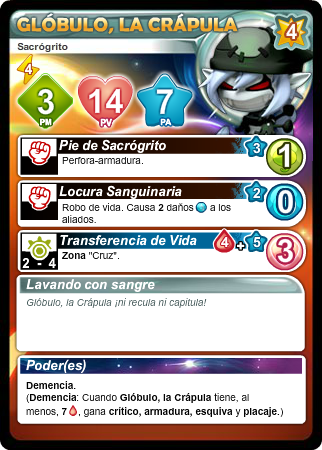 GLÓBULO, LA CRÁPULA
4
Sacrógrito
4
3
PM
14
PV
7
PA
Pie de Sacrógrito
3
1
Perfora-armadura.
Locura Sanguinaria
2
0
Robo de vida. Causa 2 daños a los
aliados.
Transferencia de Vida
4 + 5
3
2 - 4
Zona "Cruz".
Lavando con sangre
Glóbulo, la Crápula ¡ni recula ni capitula!
Poder(es)
Demencia.
(Demencia: Cuando Glóbulo, la Crápula tiene, al
menos, 7, gana crítico, armadura, esquiva y placaje.)